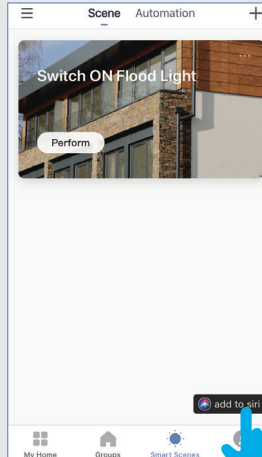 Scene Automation
Switch ON Flood Light
Perform
add to siri
My Home Groups Smart Scenes